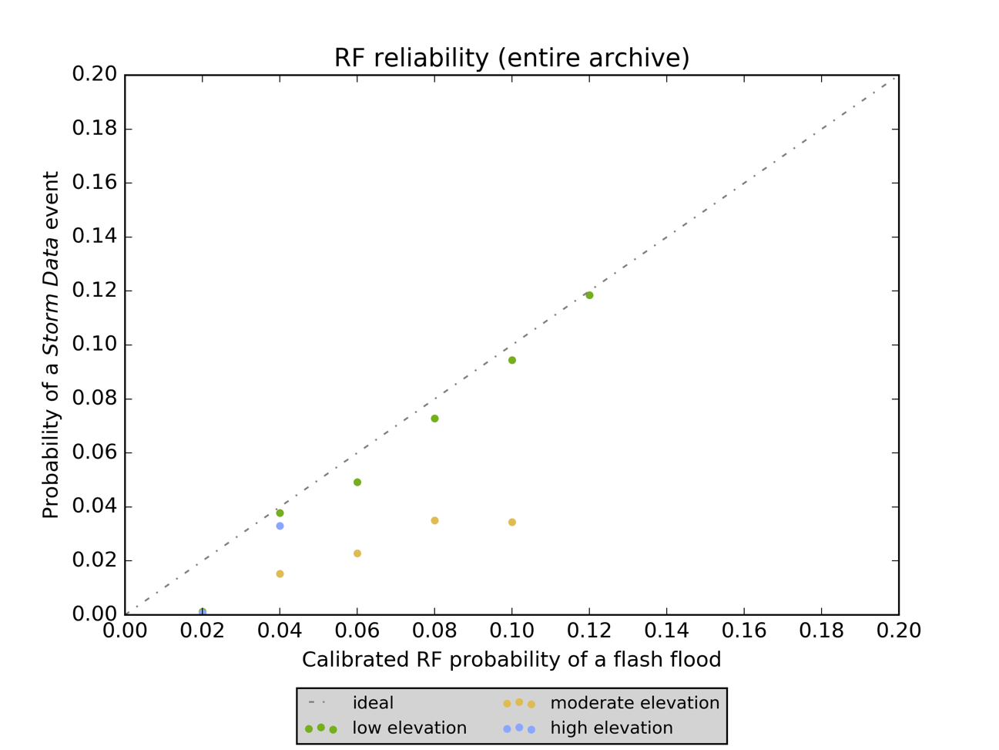 RF reliability (entire archive)
0.20
0.18
0.16
0.14
0.12
0.10
0.08
0.06
0.04
0.02
0.00
Probability of a Storm Data event
0.00 0.02 0.04 0.06 0.08 0.10 0.12 0.14 0.16 0.18 0.20
Calibrated RF probability of a flash flood
ideal moderate elevation
low elevation high elevation